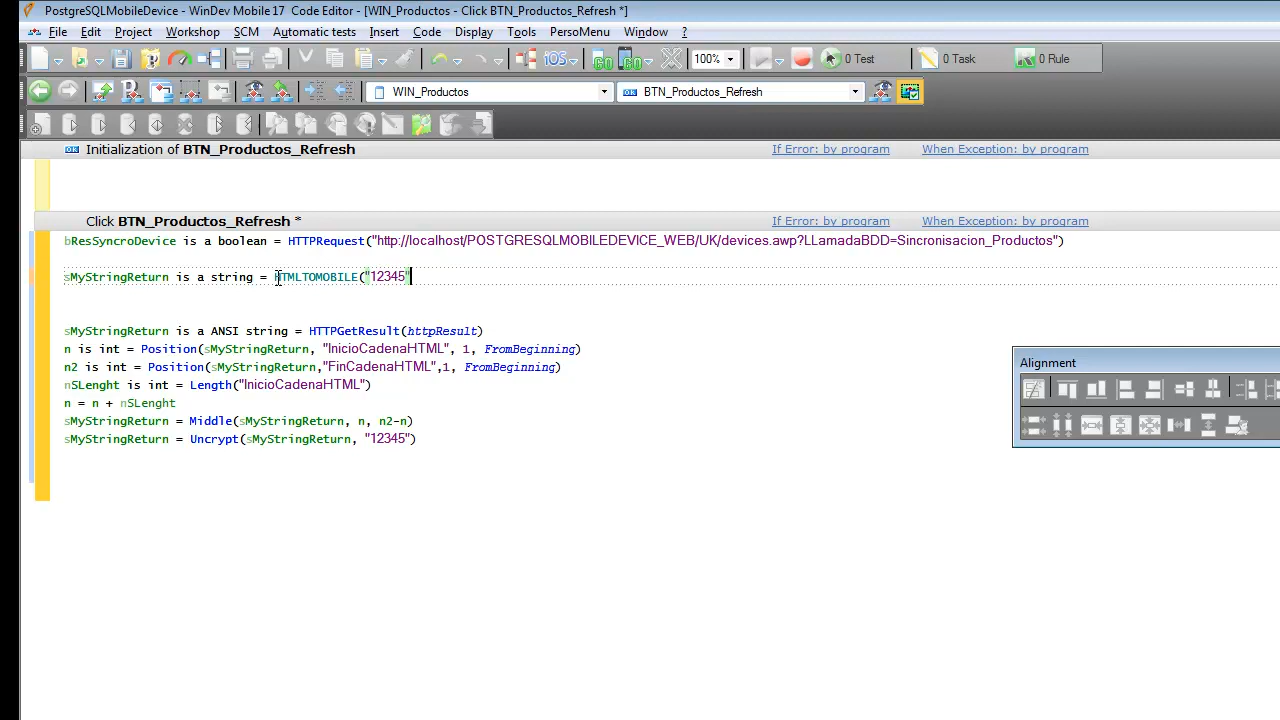 PostgreSQLMobileDevice - WinDev Mobile 17 Code Editor - [WIN_Productos - Click BTN_Productos_Refresh *]
File Edit Project Workshop SCM Automatic tests Insert Code Display Tools PersoMenu Window ?
iOS GO GO 100% 0 Test 0 Task 0 Rule
WIN_Productos OK BTN_Productos_Refresh
OK Initialization of BTN_Productos_Refresh If Error: by program When Exception: by program
Click BTN_Productos_Refresh * If Error: by program When Exception: by program
bResSyncroDevice is a boolean = HTTPRequest("http://localhost/POSTGRESQLMOBILEDEVICE_WEB/UK/devices.awp?LLamadaBDD=Sincronisacion_Productos")
sMyStringReturn is a string = HTMLTOMOBILE("12345"
sMyStringReturn is a ANSI string = HTTPGetResult(httpResult)
n is int = Position(sMyStringReturn, "InicioCadenaHTML", 1, FromBeginning)
n2 is int = Position(sMyStringReturn,"FinCadenaHTML",1, FromBeginning)
nSLenght is int = Length("InicioCadenaHTML")
n = n + nSLenght
sMyStringReturn = Middle(sMyStringReturn, n, n2-n)
sMyStringReturn = Uncrypt(sMyStringReturn, "12345")
Alignment